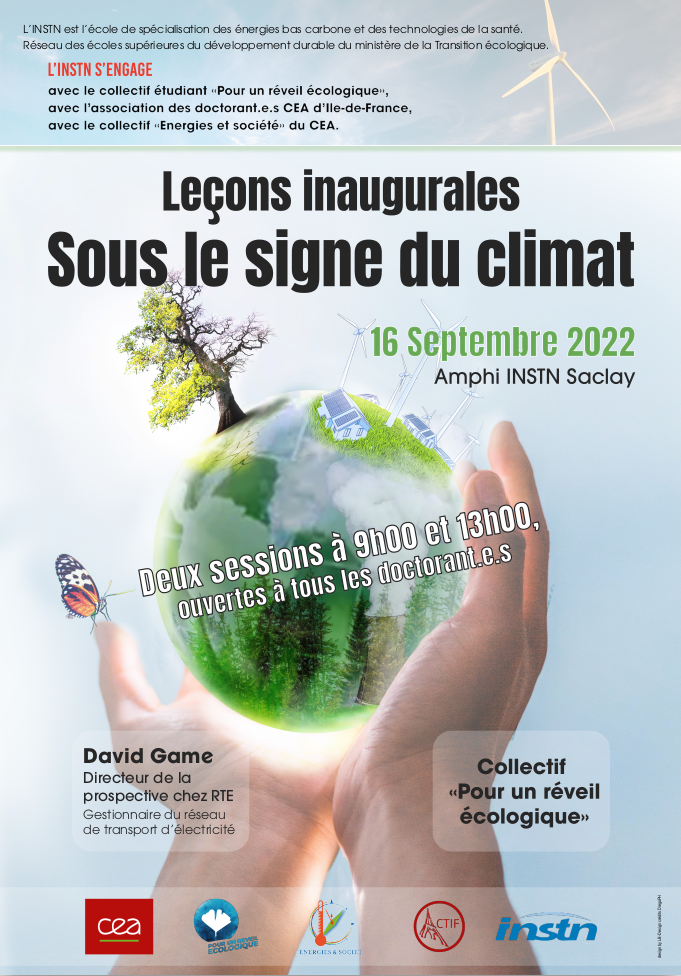 L'INSTN est l'école de spécialisation des énergies bas carbone et des technologies de la santé.
Réseau des écoles supérieures du développement durable du ministère de la Transition écologique.
L'INSTN S'ENGAGE
avec le collectif étudiant «Pour un réveil écologique»,
avec l'association des doctorant.e.s CEA d'Ile-de-France,
avec le collectif «Energies et société» du CEA.
Leçons inaugurales
Sous le signe du climat
16 Septembre 2022
Amphi INSTN Saclay
Deux sessions à 9h00 et 13h00,
ouvertes à tous les doctorant.e.s
David Game
Directeur de la
prospective chez RTE
Gestionnaire du réseau
de transport d'électricité
Collectif
«Pour un réveil
écologique»
cea
POUR UN RÉVEIL
ÉCOLOGIQUE
ENERGIES & SOCIÉTÉ
ACTIF
instn